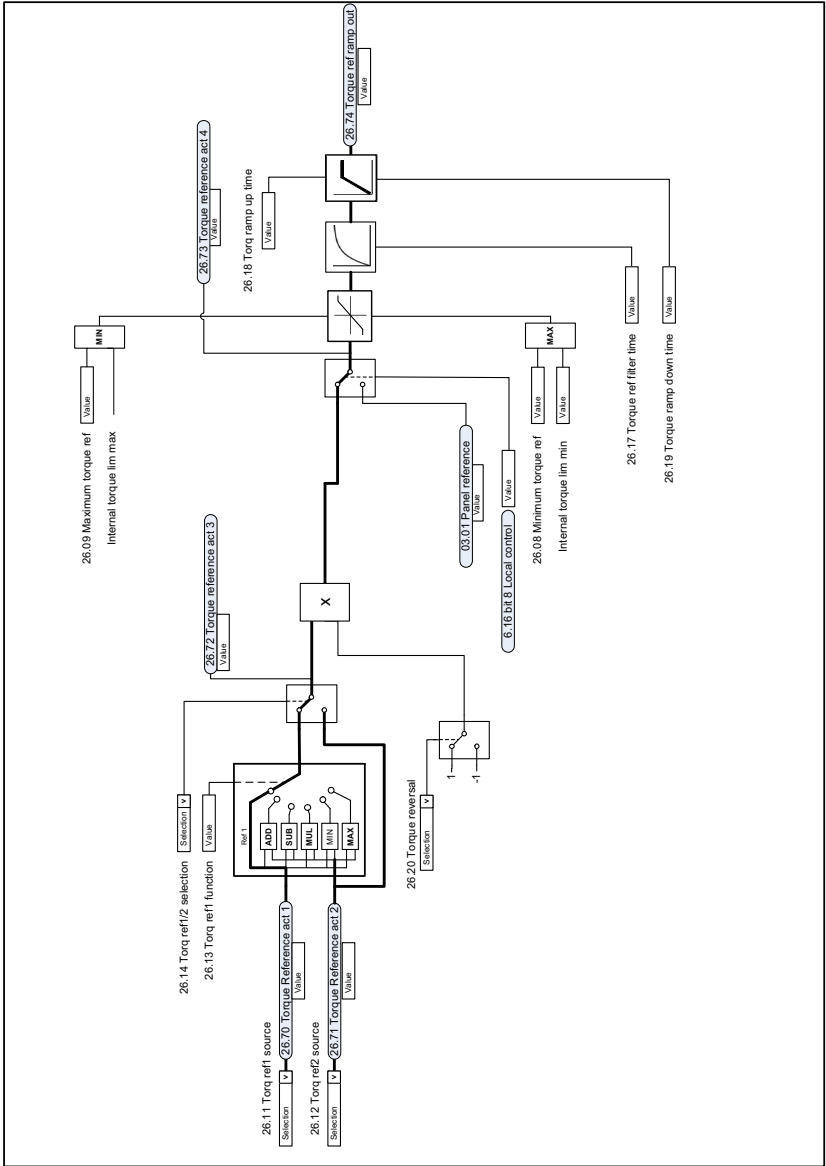 26.11 Torq ref1 source
Selection v
26.70 Torque Reference act 1
Value
26.12 Torq ref2 source
Selection v
26.71 Torque Reference act 2
Value
26.14 Torq ref1/2 selection
Selection v
26.13 Torq ref1 function
Value
Ref 1
ADD
SUB
MUL
MIN
MAX
26.20 Torque reversal
Selection v
1
-1
26.72 Torque reference act 3
Value
X
03.01 Panel reference
Value
6.16 bit 8 Local control
Value
26.09 Maximum torque ref
Value
Internal torque lim max
MIN
26.73 Torque reference act 4
Value
26.08 Minimum torque ref
Value
Internal torque lim min
Value
MAX
26.18 Torq ramp up time
Value
26.17 Torque ref filter time
Value
26.19 Torque ramp down time
Value
26.74 Torque ref ramp out
Value